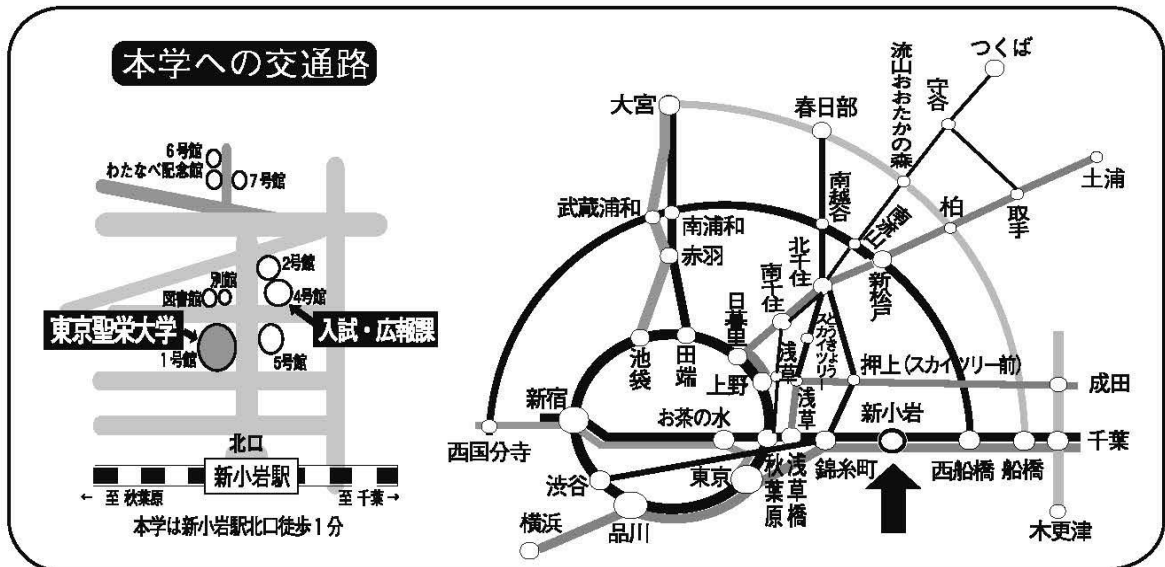 本学への交通路
6号館
わたなべ記念館
7号館
2号館
別館
図書館
4号館
東京聖栄大学
入試・広報課
1号館
5号館
北口
新小岩駅
← 至 秋葉原
至 千葉 →
本学は新小岩駅北口徒歩1分
つくば
守谷
流山おおたかの森
大宮
春日部
土浦
取手
柏
武蔵浦和
南浦和
南越谷
南流山
赤羽
北千住
新松戸
南千住
日暮里
とうきょう
スカイツリー
池袋
田端
上野
浅草
浅草
押上(スカイツリー前)
成田
新宿
お茶の水
新小岩
西国分寺
千葉
渋谷
東京
秋葉原
浅草橋
錦糸町
西船橋
船橋
横浜
品川
木更津